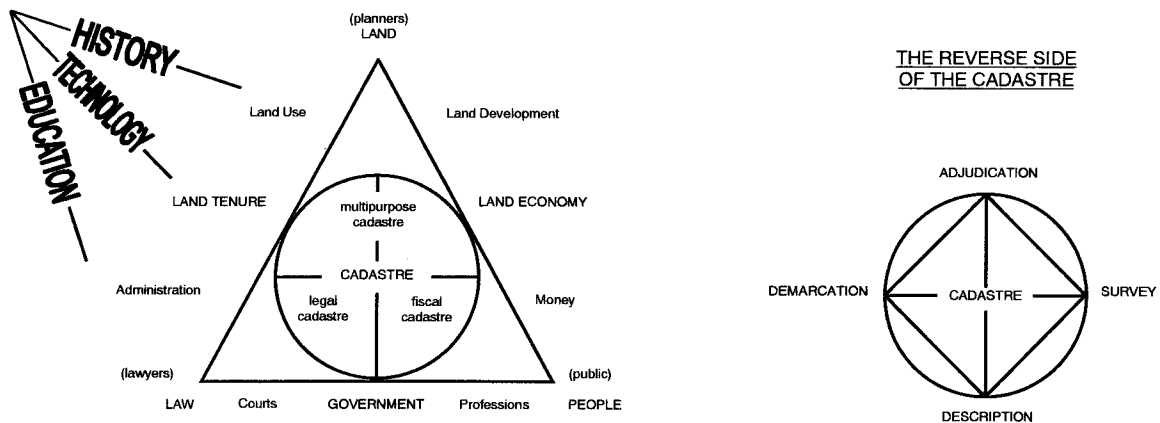 HISTORY
TECHNOLOGY
EDUCATION
(planners)
LAND
Land Use
Land Development
LAND TENURE
LAND ECONOMY
multipurpose
cadastre
CADASTRE
legal
cadastre
fiscal
cadastre
Administration
Money
(lawyers)
(public)
LAW
Courts
GOVERNMENT
Professions
PEOPLE
THE REVERSE SIDE
OF THE CADASTRE
ADJUDICATION
DEMARCATION
CADASTRE
SURVEY
DESCRIPTION